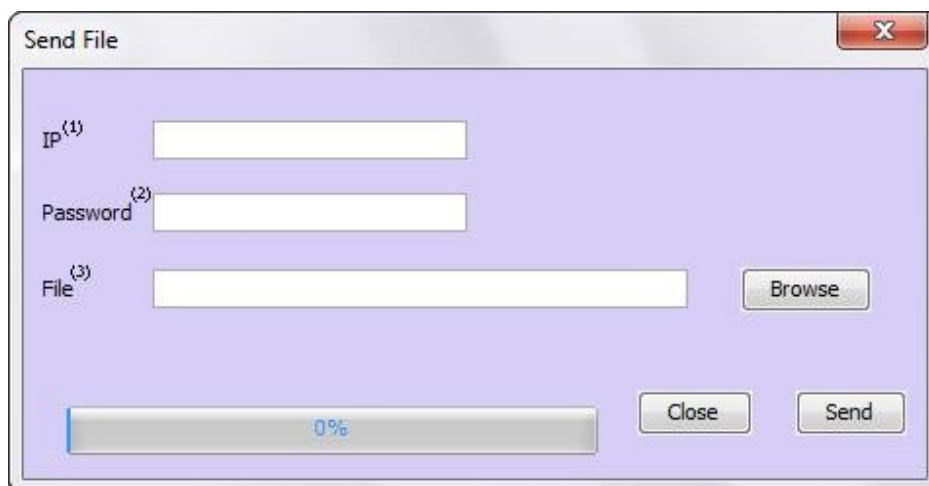 Send File
IP(1)
Password(2)
File(3) Browse
0% Close Send